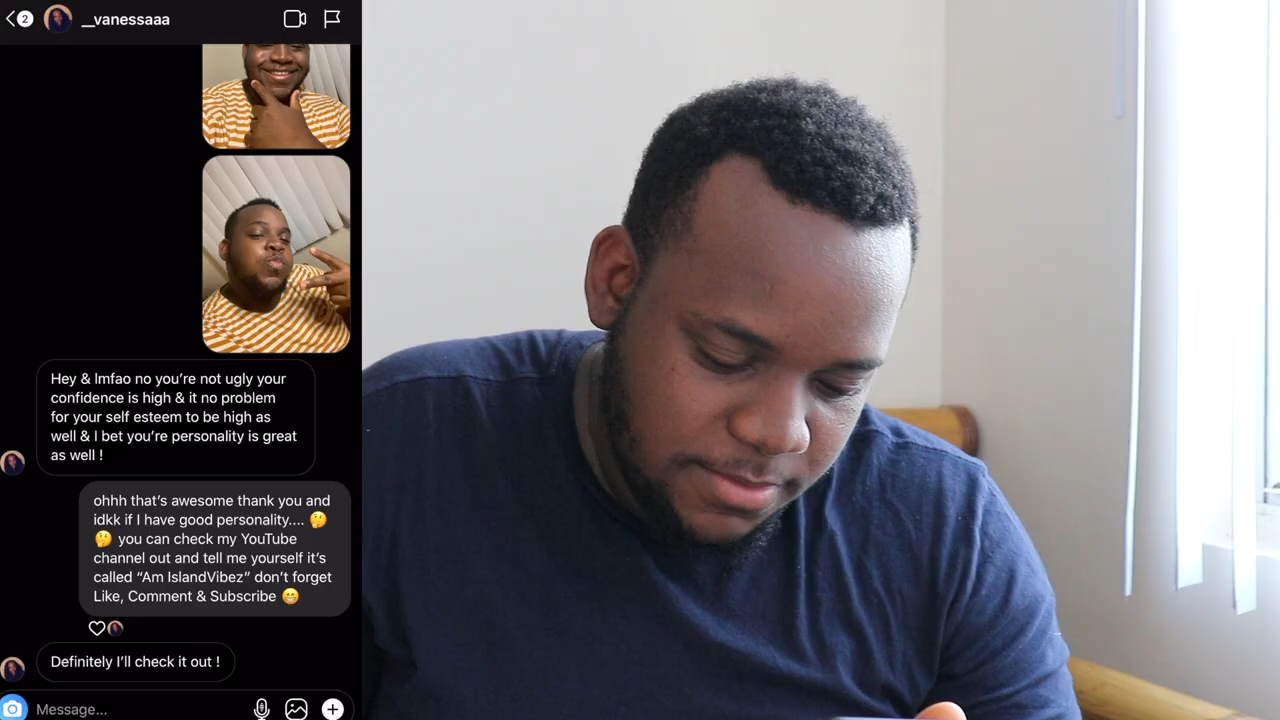 2
__vanessaaa
Hey & lmfao no you're not ugly your
confidence is high & it no problem
for your self esteem to be high as
well & I bet you're personality is great
as well !
ohhh that's awesome thank you and
idkk if I have good personality.... 🤔
🤔 you can check my YouTube
channel out and tell me yourself it's
called “Am IslandVibez” don't forget
Like, Comment & Subscribe 😁
Definitely I'll check it out !
Message...